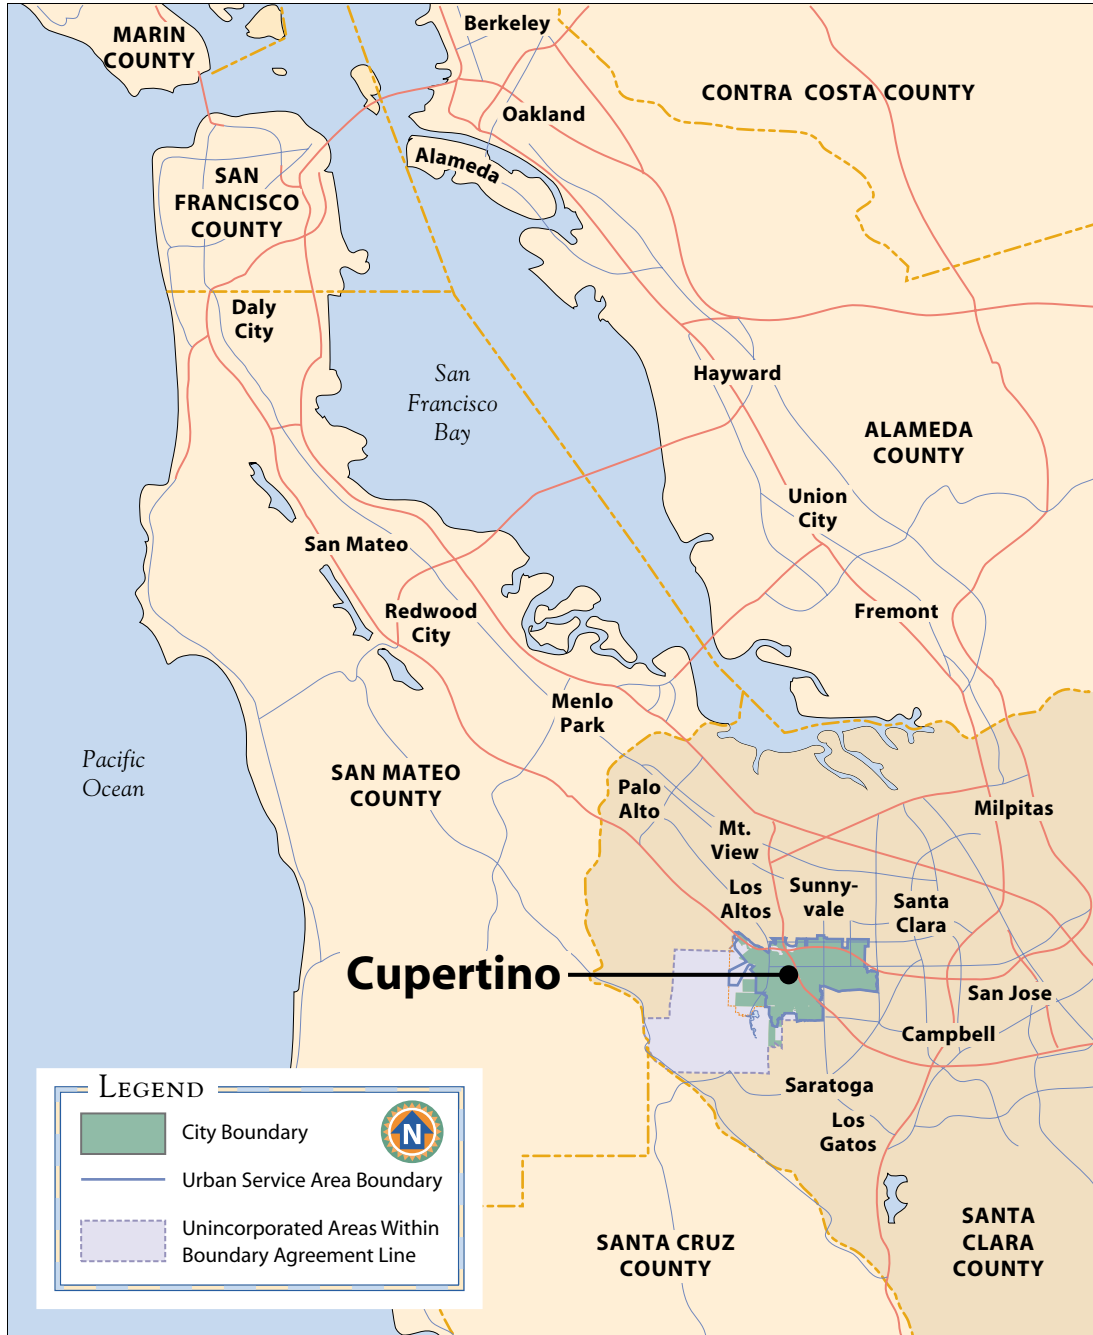 MARIN
COUNTY
Berkeley
CONTRA COSTA COUNTY
Oakland
Alameda
SAN
FRANCISCO
COUNTY
Daly
City
San
Francisco
Bay
Hayward
ALAMEDA
COUNTY
Union
City
San Mateo
Redwood
City
Fremont
Menlo
Park
Pacific
Ocean
SAN MATEO
COUNTY
Palo
Alto
Milpitas
Mt.
View
Los
Altos
Sunny-
vale
Santa
Clara
Cupertino
San Jose
Campbell
Saratoga
Los
Gatos
SANTA CRUZ
COUNTY
SANTA
CLARA
COUNTY
LEGEND
City Boundary
N
Urban Service Area Boundary
Unincorporated Areas Within
Boundary Agreement Line